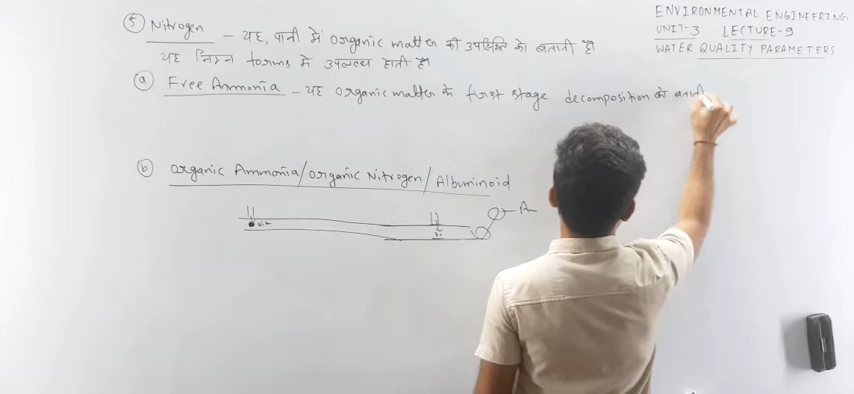 ENVIRONMENTAL ENGINEERING
UNIT-3 LECTURE-9
WATER QUALITY PARAMETERS
⑤ Nitrogen - यह, पानी में organic matter की उपस्थिति को बताती है।
यह निम्न forms में उपलब्ध होती है।
ⓐ Free Ammonia - यह organic matter के first stage decomposition को
ⓑ Organic Ammonia/Organic Nitrogen/Albuminoid